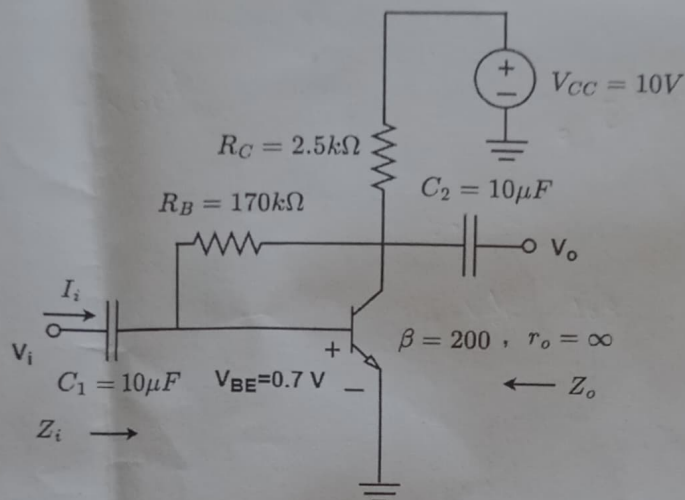 V_CC = 10V
R_C = 2.5kΩ
C_2 = 10μF
R_B = 170kΩ
V_o
I_i
V_i
β = 200 , r_o = ∞
C_1 = 10μF
V_BE=0.7 V
Z_o
Z_i